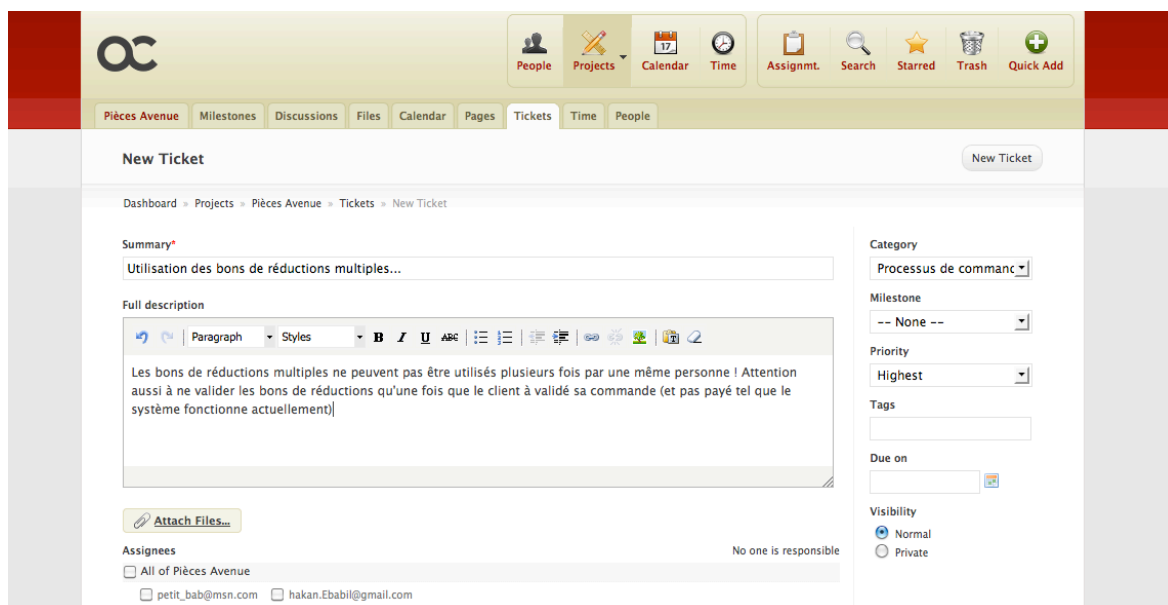 ac
People Projects Calendar Time Assignmt. Search Starred Trash Quick Add
17
Pièces Avenue Milestones Discussions Files Calendar Pages Tickets Time People
New Ticket New Ticket
Dashboard » Projects » Pièces Avenue » Tickets » New Ticket
Summary* Category
Utilisation des bons de réductions multiples... Processus de commanc
Full description Milestone
-- None --
Paragraph Styles B I U ABC
Priority
Les bons de réductions multiples ne peuvent pas être utilisés plusieurs fois par une même personne ! Attention
Highest
aussi à ne valider les bons de réductions qu'une fois que le client à validé sa commande (et pas payé tel que le
système fonctionne actuellement)
Tags
Due on
Visibility
Attach Files...
Normal
Assignees No one is responsible
Private
All of Pièces Avenue
petit_bab@msn.com hakan.Ebabil@gmail.com